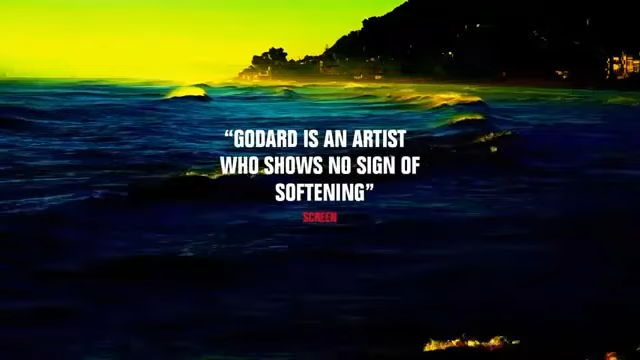 “GODARD IS AN ARTIST
WHO SHOWS NO SIGN OF
SOFTENING”
SCREEN